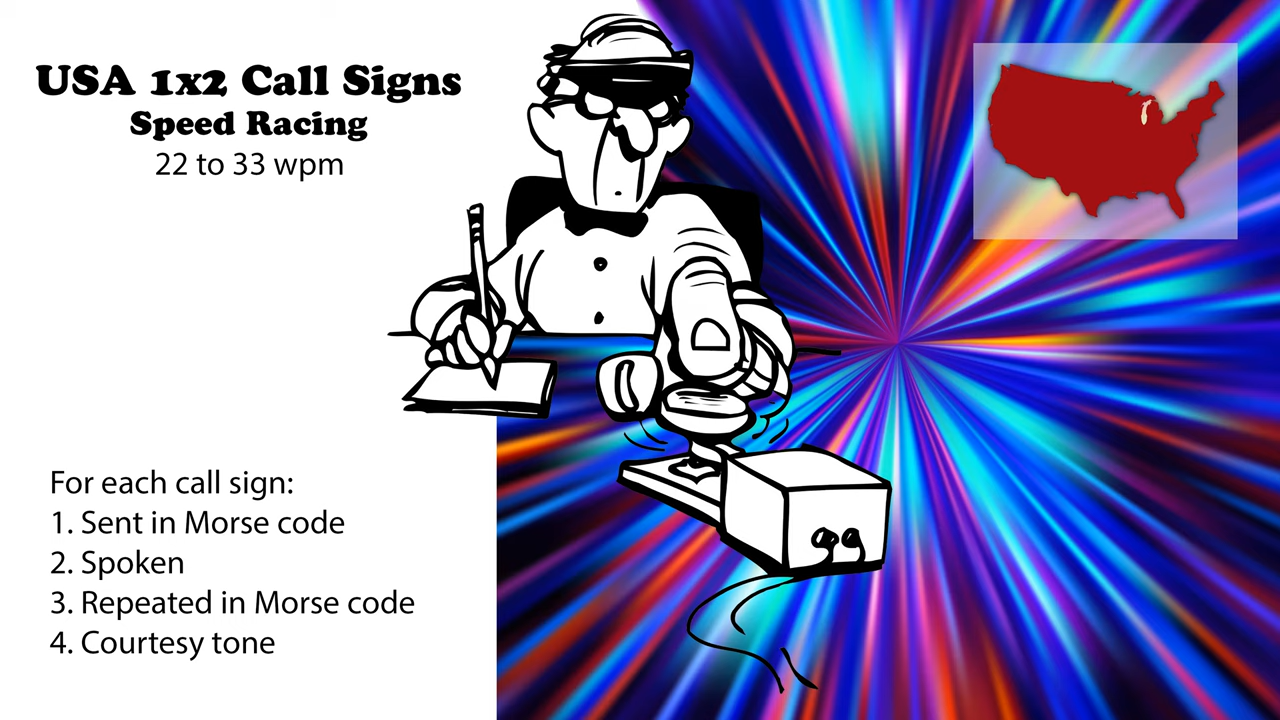 USA 1x2 Call Signs
Speed Racing
22 to 33 wpm
For each call sign:
1. Sent in Morse code
2. Spoken
3. Repeated in Morse code
4. Courtesy tone